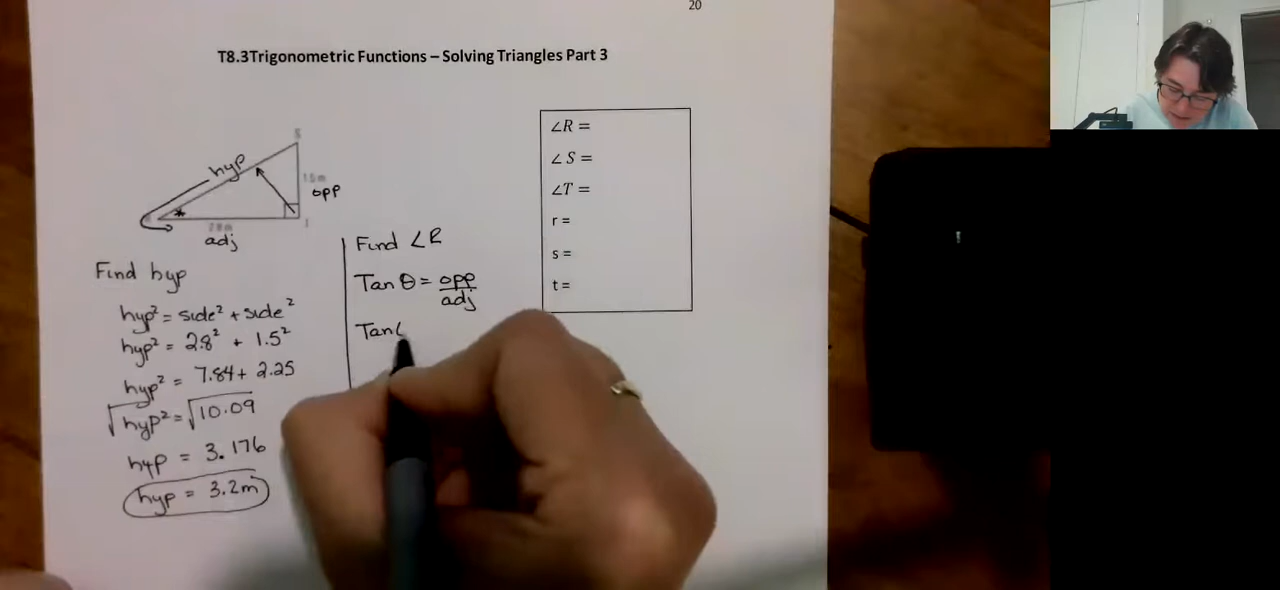 20
T8.3Trigonometric Functions – Solving Triangles Part 3
S
hyp
opp
adj
∠R =
∠S =
∠T =
r =
s =
t =
Find hyp
hyp² = side² + side²
hyp² = 2.8² + 1.5²
hyp² = 7.84 + 2.25
√hyp² = √10.09
hyp = 3.176
hyp = 3.2m
Find ∠R
Tan θ = opp
adj
Tan